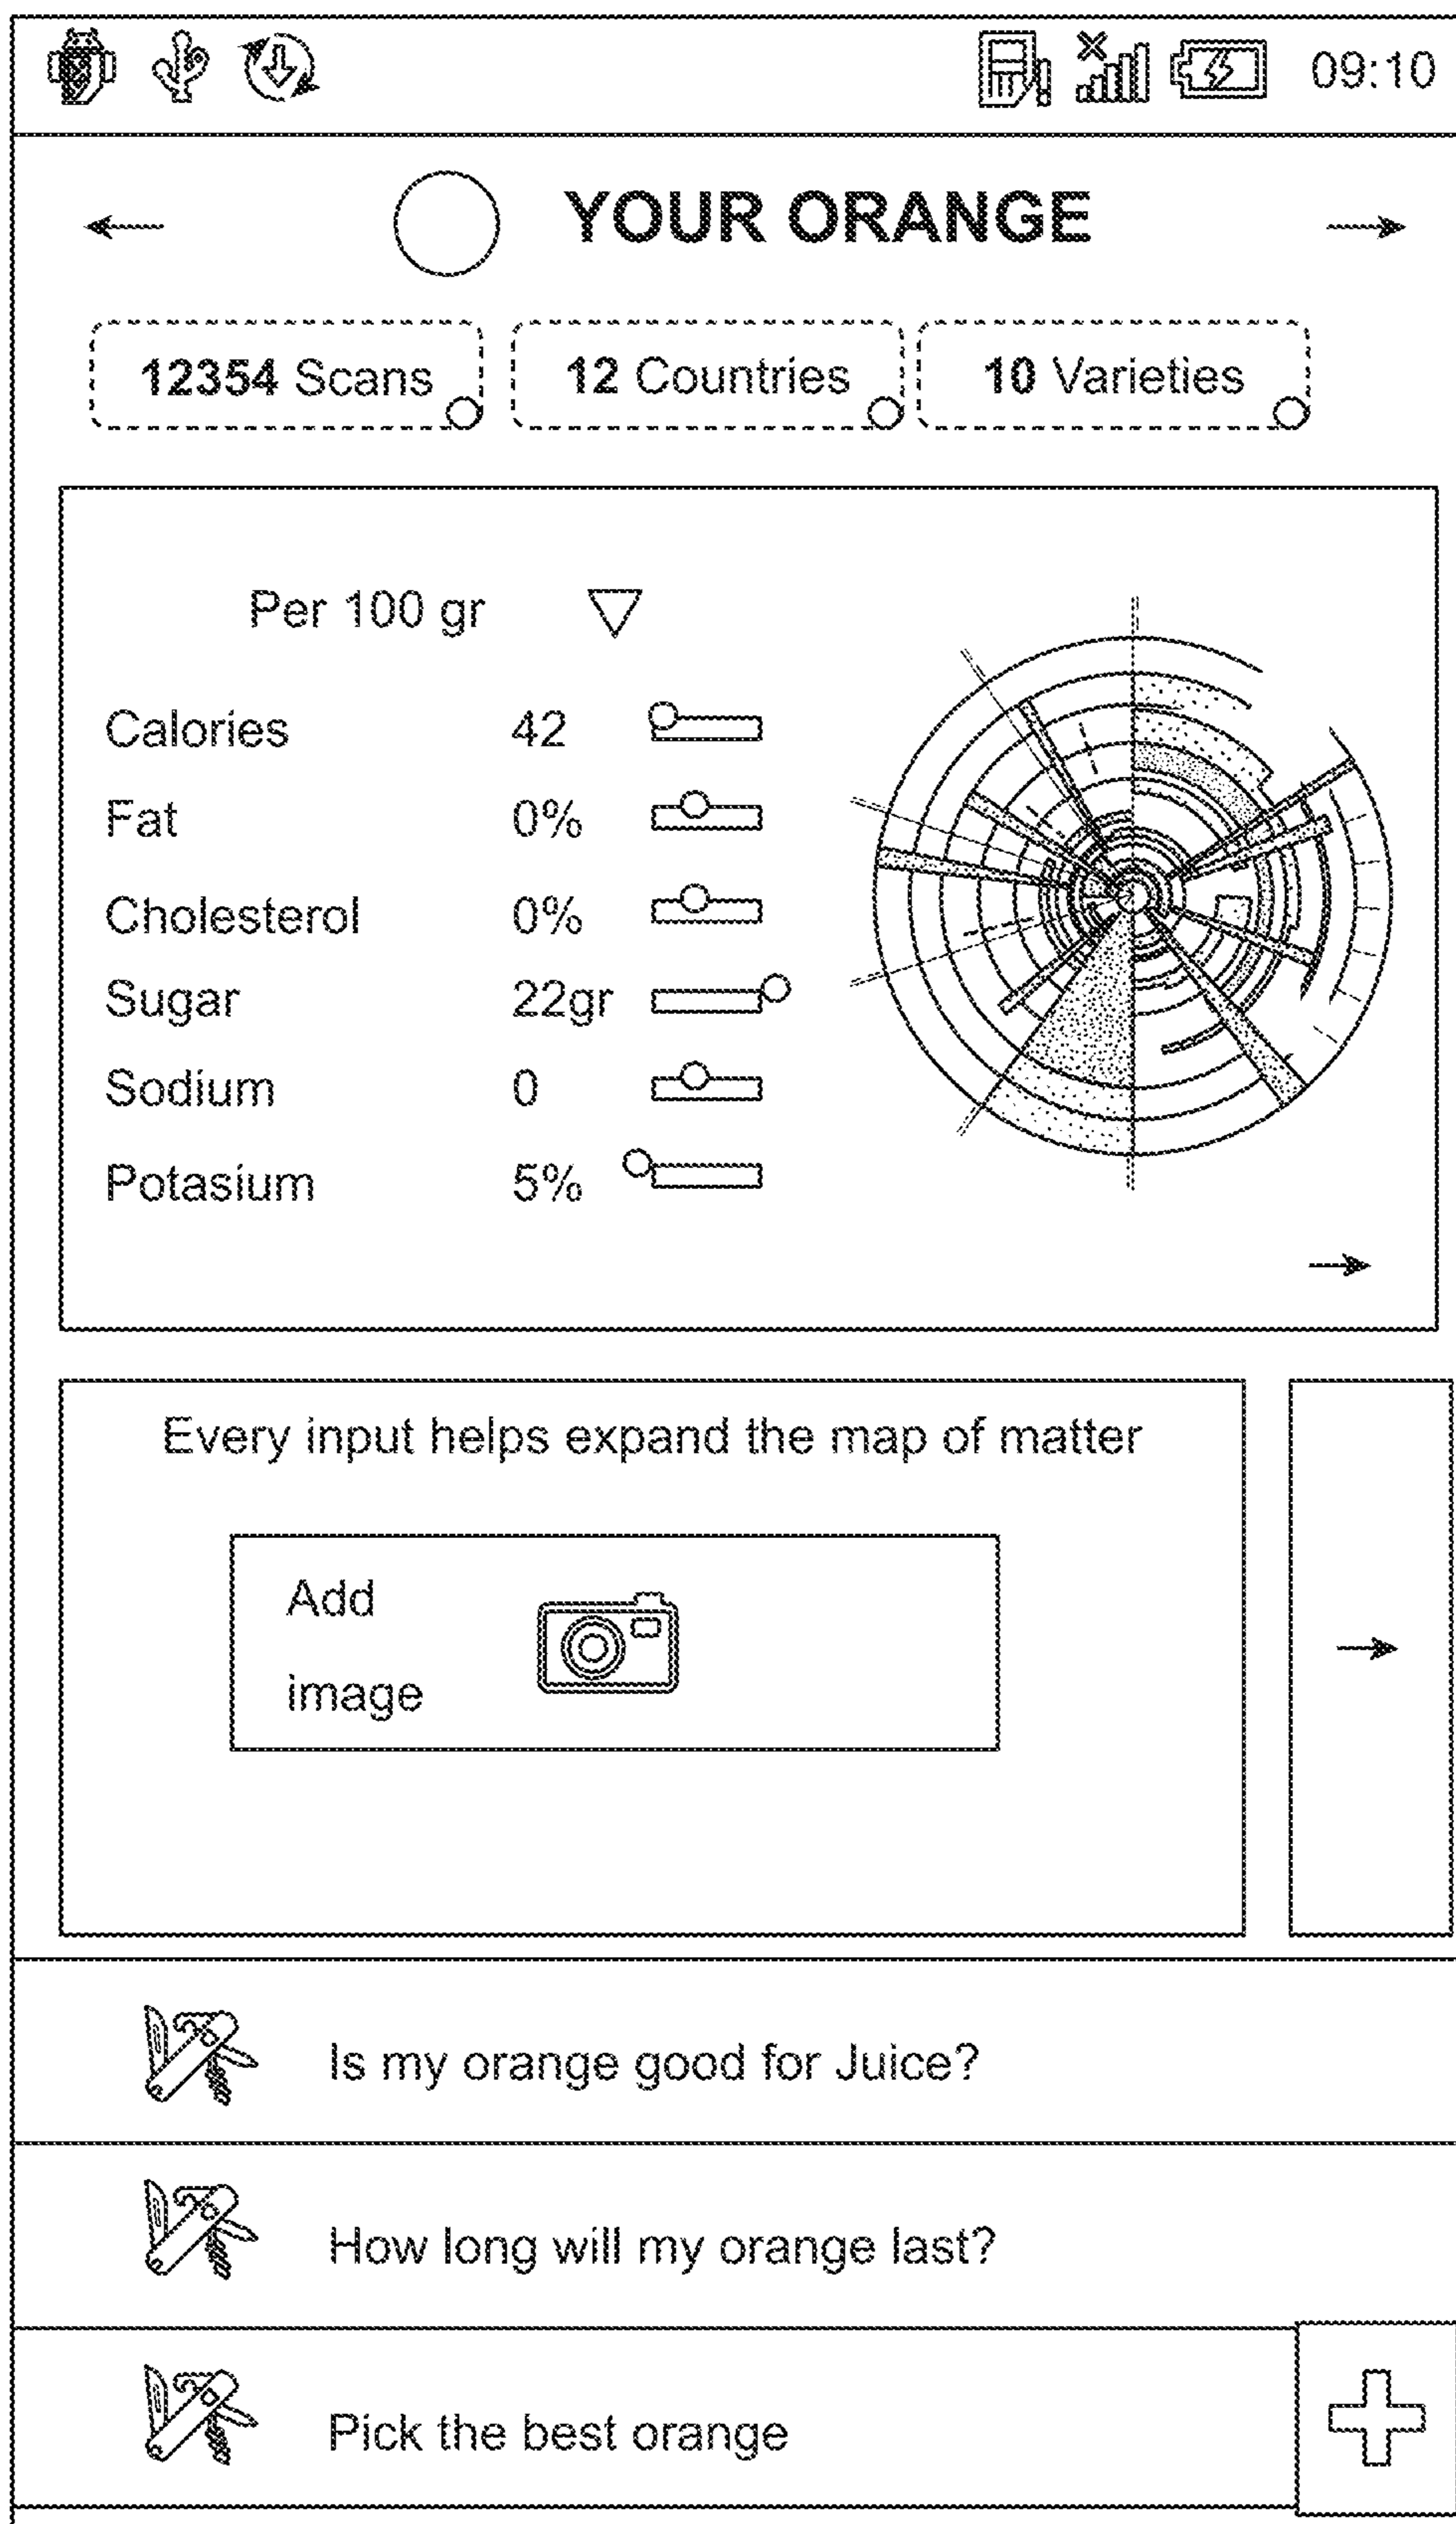 09:10
YOUR ORANGE
12354 Scans 12 Countries 10 Varieties
Per 100 gr
Calories 42
Fat 0%
Cholesterol 0%
Sugar 22gr
Sodium 0
Potasium 5%
Every input helps expand the map of matter
Add
image
Is my orange good for Juice?
How long will my orange last?
Pick the best orange